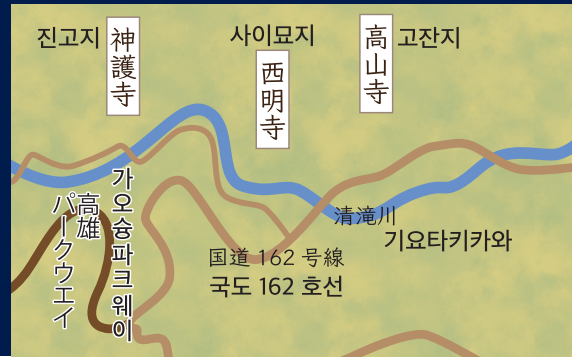 진고지
神護寺
사이묘지
西明寺
高山寺
고잔지
가오슝파크웨이
高雄
パークウエイ
清滝川
기요타키카와
国道 162 号線
국도 162 호선